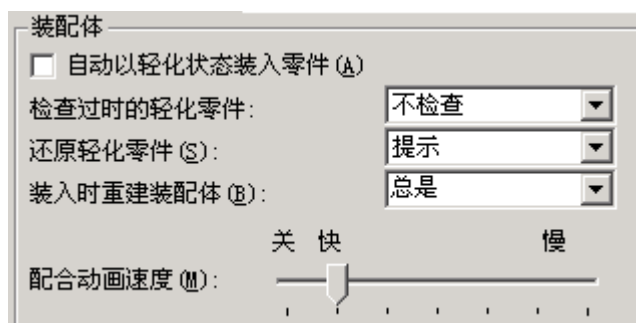 装配体
自动以轻化状态装入零件(A)
检查过时的轻化零件: 不检查
还原轻化零件(S): 提示
装入时重建装配体(B): 总是
关 快 慢
配合动画速度(M):